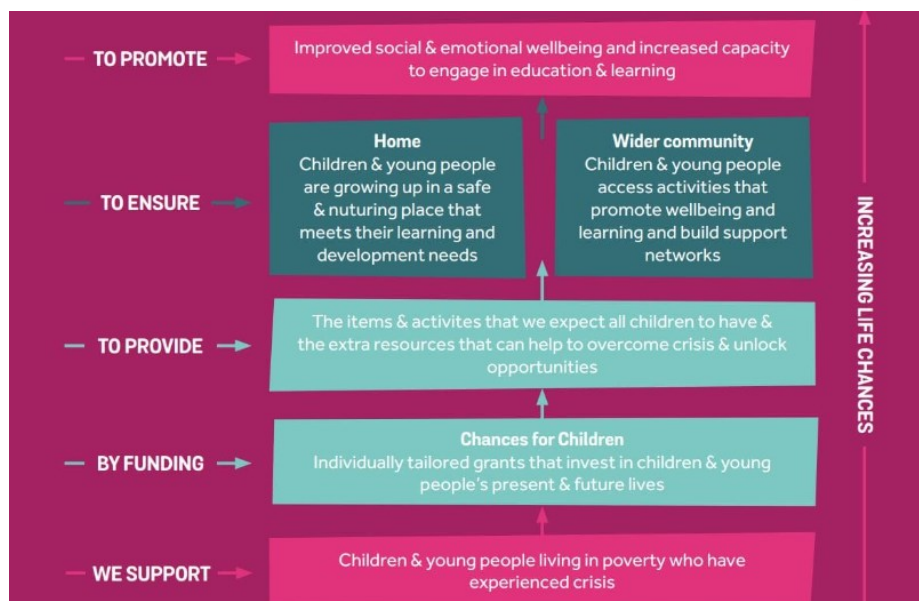 TO PROMOTE
Improved social & emotional wellbeing and increased capacity
to engage in education & learning
TO ENSURE
Home
Children & young people
are growing up in a safe
& nuturing place that
meets their learning and
development needs
Wider community
Children & young people
access activities that
promote wellbeing and
learning and build support
networks
TO PROVIDE
The items & activites that we expect all children to have &
the extra resources that can help to overcome crisis & unlock
opportunities
BY FUNDING
Chances for Children
Individually tailored grants that invest in children & young
people's present & future lives
WE SUPPORT
Children & young people living in poverty who have
experienced crisis
INCREASING LIFE CHANCES